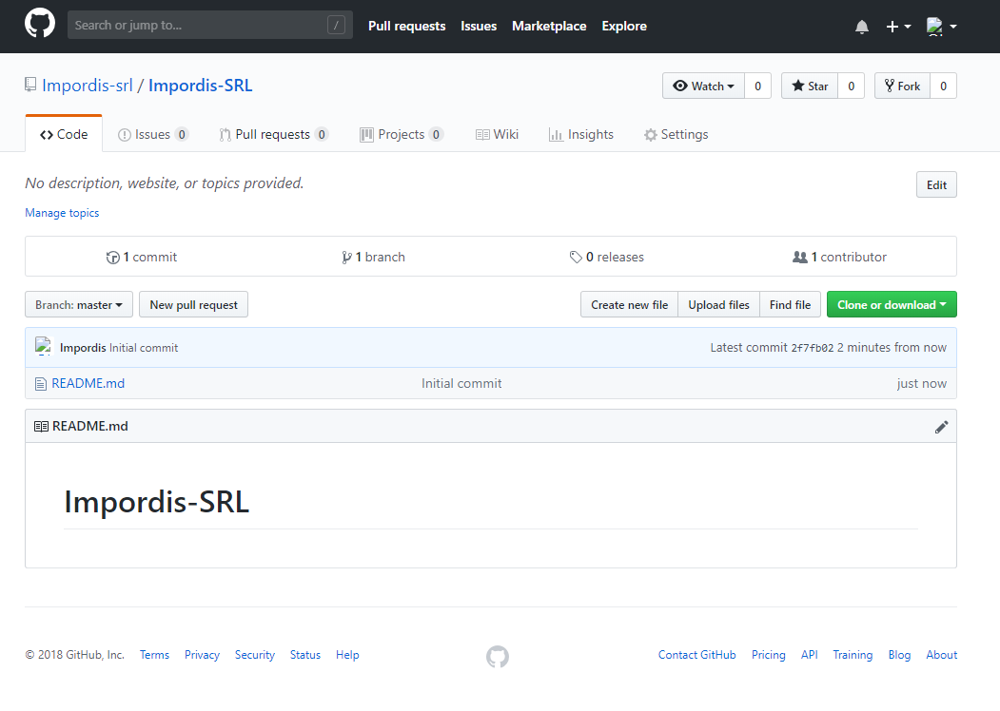 Search or jump to... / Pull requests Issues Marketplace Explore
Impordis-srl / Impordis-SRL Watch 0 Star 0 Fork 0
Code Issues 0 Pull requests 0 Projects 0 Wiki Insights Settings
No description, website, or topics provided. Edit
Manage topics
1 commit 1 branch 0 releases 1 contributor
Branch: master New pull request Create new file Upload files Find file Clone or download
Impordis Initial commit Latest commit 2f7fb02 2 minutes from now
README.md Initial commit just now
README.md
Impordis-SRL
© 2018 GitHub, Inc. Terms Privacy Security Status Help Contact GitHub Pricing API Training Blog About